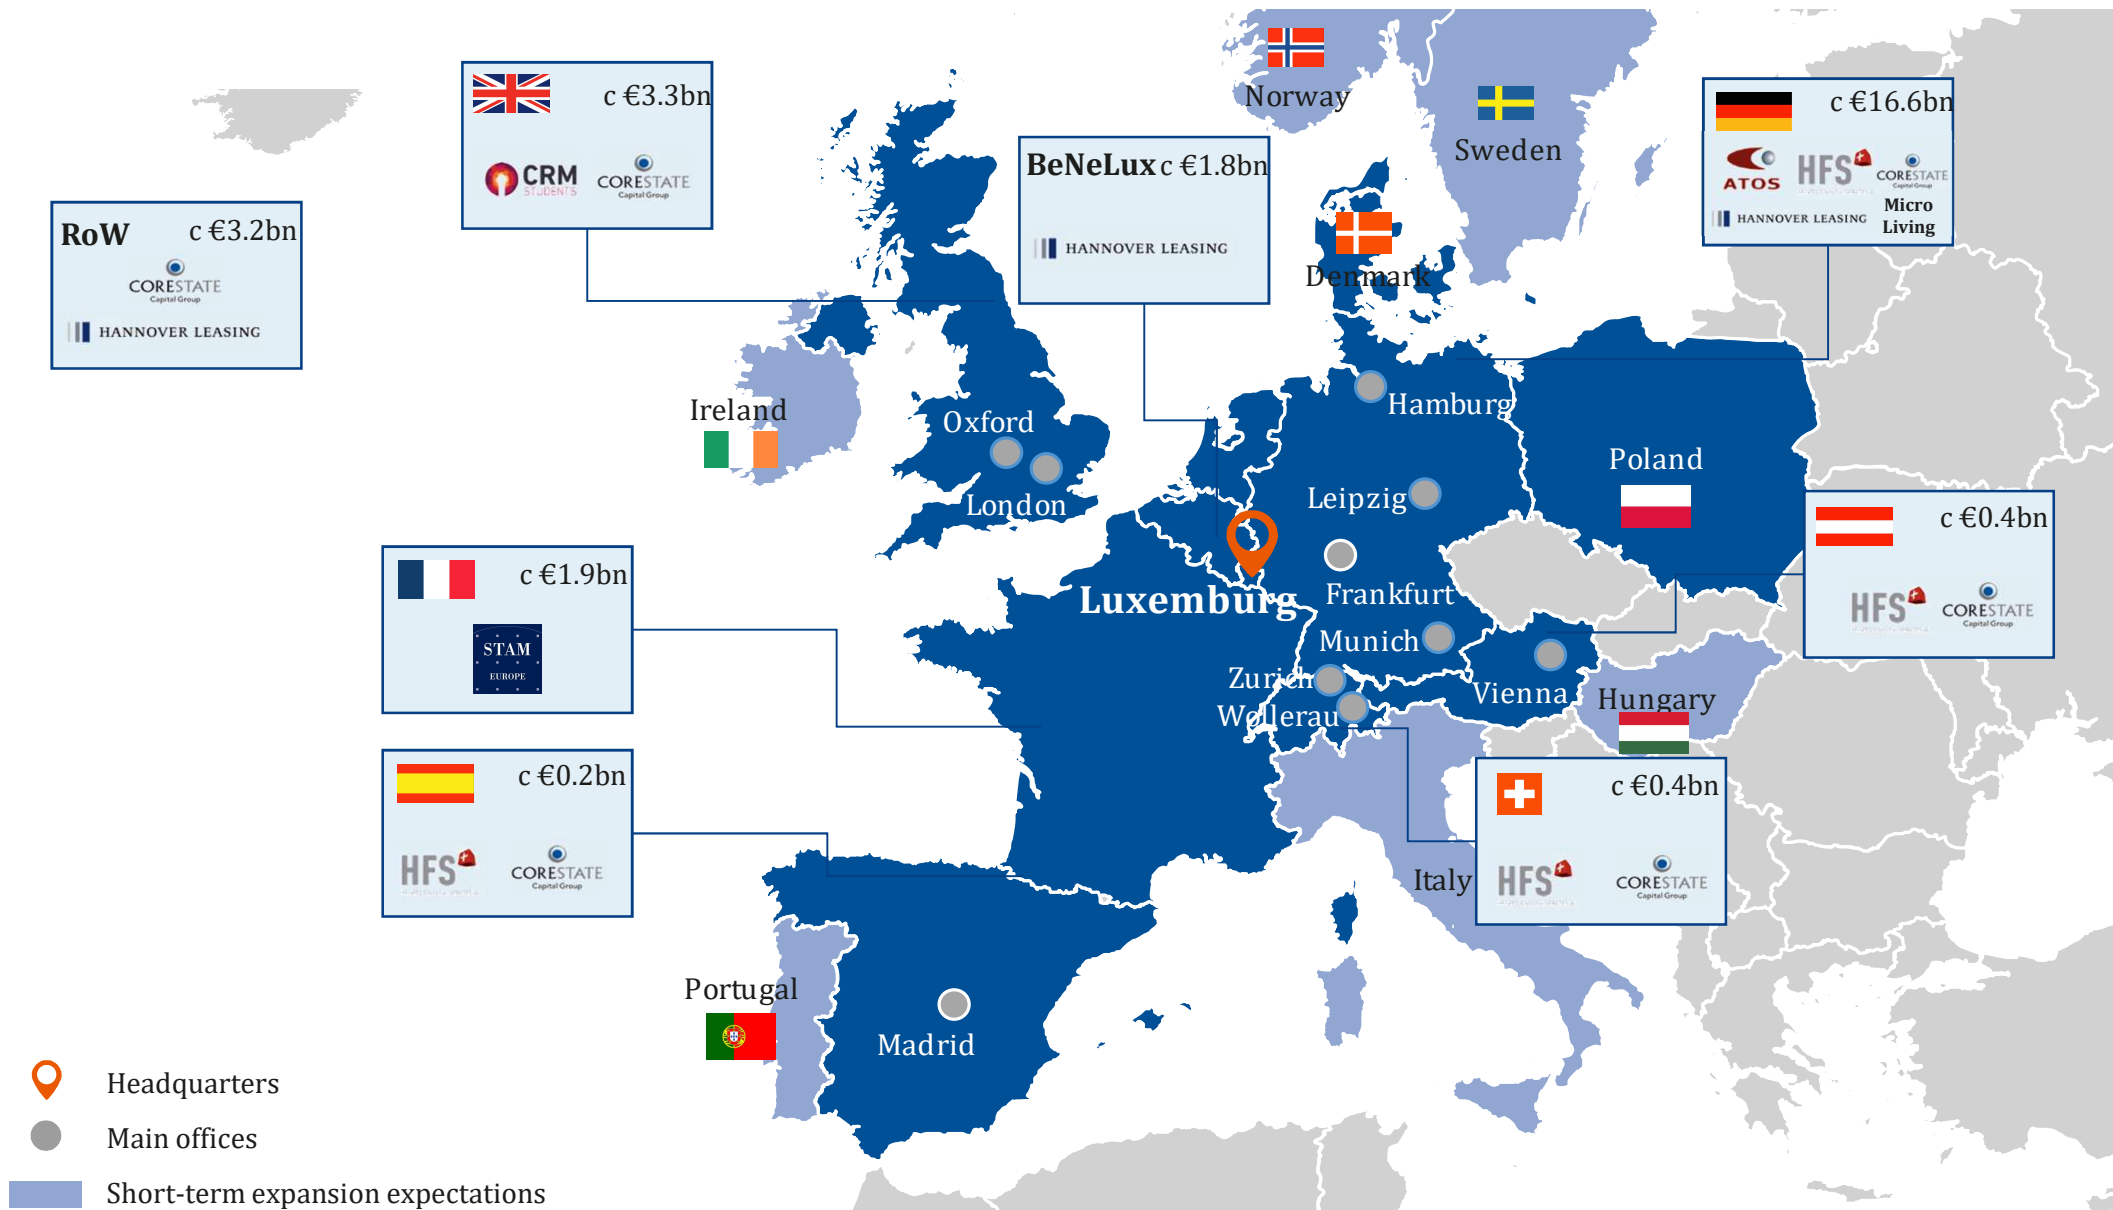 Norway
Sweden
c €3.3bn
CRM
STUDENTS
CORESTATE
Capital Group
BeNeLux c €1.8bn
HANNOVER LEASING
c €16.6bn
ATOS
HFS
CORESTATE
Capital Group
HANNOVER LEASING
Micro
Living
RoW c €3.2bn
CORESTATE
Capital Group
HANNOVER LEASING
Denmark
Ireland
Oxford
London
Hamburg
Leipzig
Poland
Frankfurt
Luxemburg
Munich
Zurich
Wollerau
Vienna
Hungary
c €0.4bn
HFS
CORESTATE
Capital Group
c €1.9bn
STAM
EUROPE
c €0.2bn
HFS
CORESTATE
Capital Group
c €0.4bn
HFS
CORESTATE
Capital Group
Italy
Portugal
Madrid
Headquarters
Main offices
Short-term expansion expectations